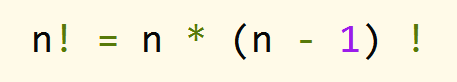 n! = n * (n - 1) !